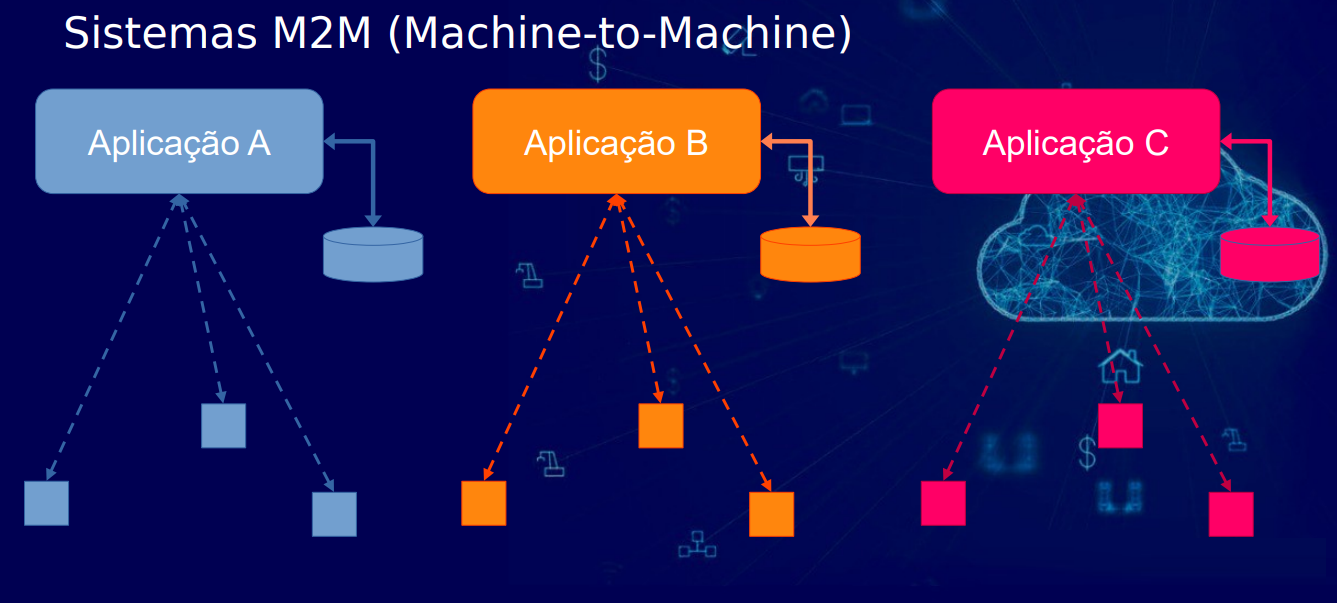 Sistemas M2M (Machine-to-Machine)
Aplicação A
Aplicação B
Aplicação C